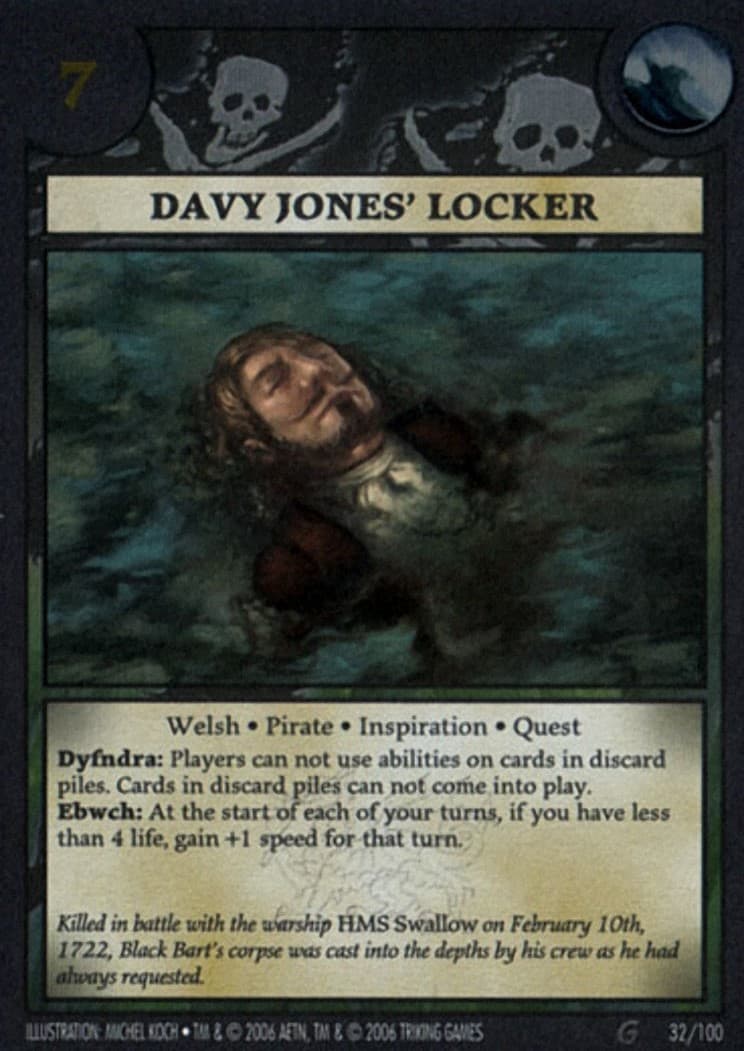 7
DAVY JONES' LOCKER
Welsh • Pirate • Inspiration • Quest
Dyfndra: Players can not use abilities on cards in discard
piles. Cards in discard piles can not come into play.
Ebwch: At the start of each of your turns, if you have less
than 4 life, gain +1 speed for that turn.
Killed in battle with the warship HMS Swallow on February 10th,
1722, Black Bart's corpse was cast into the depths by his crew as he had
always requested.
ILLUSTRATION: MICHEL KOCH • TM & © 2006 AETN, TM & © 2006 TRIKING GAMES G 32/100